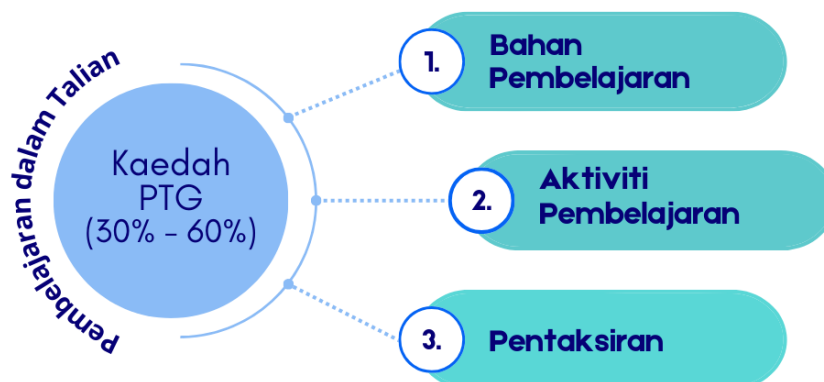 Pembelajaran dalam Talian
Kaedah
PTG
(30% - 60%)
1.
Bahan
Pembelajaran
2.
Aktiviti
Pembelajaran
3.
Pentaksiran